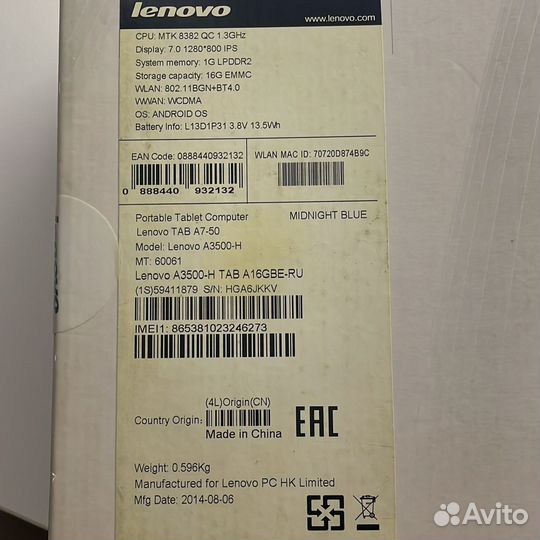 lenovo
www.lenovo.com
CPU: MTK 8382 QC 1.3GHz
Display: 7.0 1280*800 IPS
System memory: 1G LPDDR2
Storage capacity: 16G EMMC
WLAN: 802.11BGN+BT4.0
WWAN: WCDMA
OS: ANDROID OS
Battery Info: L13D1P31 3.8V 13.5Wh
EAN Code: 0888440932132
WLAN MAC ID: 70720D874B9C
0 888440 932132
Portable Tablet Computer MIDNIGHT BLUE
Lenovo TAB A7-50
Model: Lenovo A3500-H
MT: 60061
Lenovo A3500-H TAB A16GBE-RU
(1S)59411879 S/N: HGA6JKKV
IMEI1: 865381023246273
(4L)Origin(CN)
Country Origin:
Made in China
EAC
Weight: 0.596Kg
Manufactured for Lenovo PC HK Limited
Mfg Date: 2014-08-06
Avito